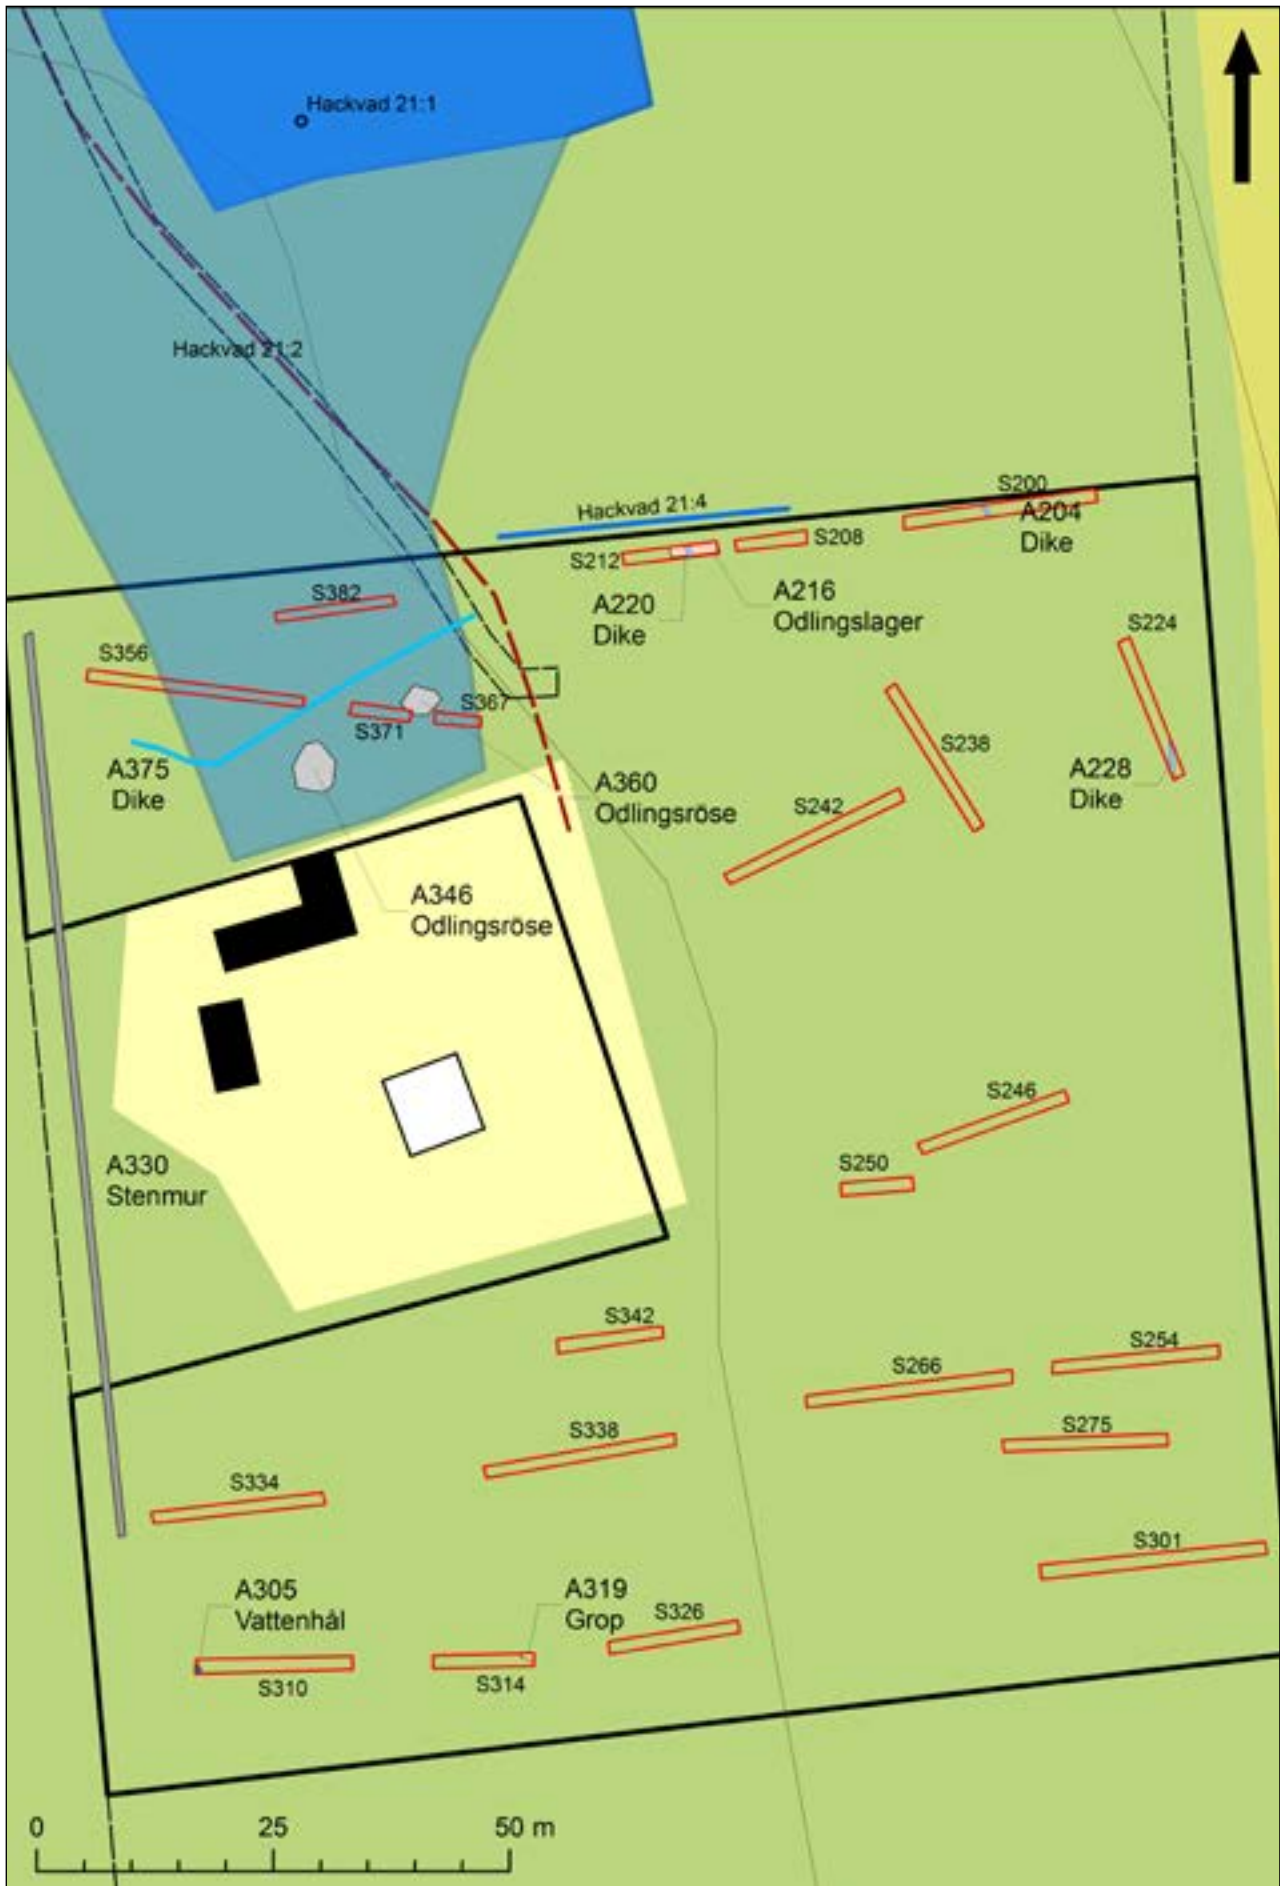 Hackvad 21:1
Hackvad 21:2
S200
Hackvad 21:4
A204
Dike
S208
S212
A220
Dike
A216
Odlingslager
S382
S224
S356
S367
S371
S238
A375
Dike
A228
Dike
A360
Odlingsröse
S242
A346
Odlingsröse
S246
A330
Stenmur
S250
S342
S254
S266
S338
S275
S334
S301
A305
Vattenhål
A319
Grop
S326
S310
S314
0 25 50 m